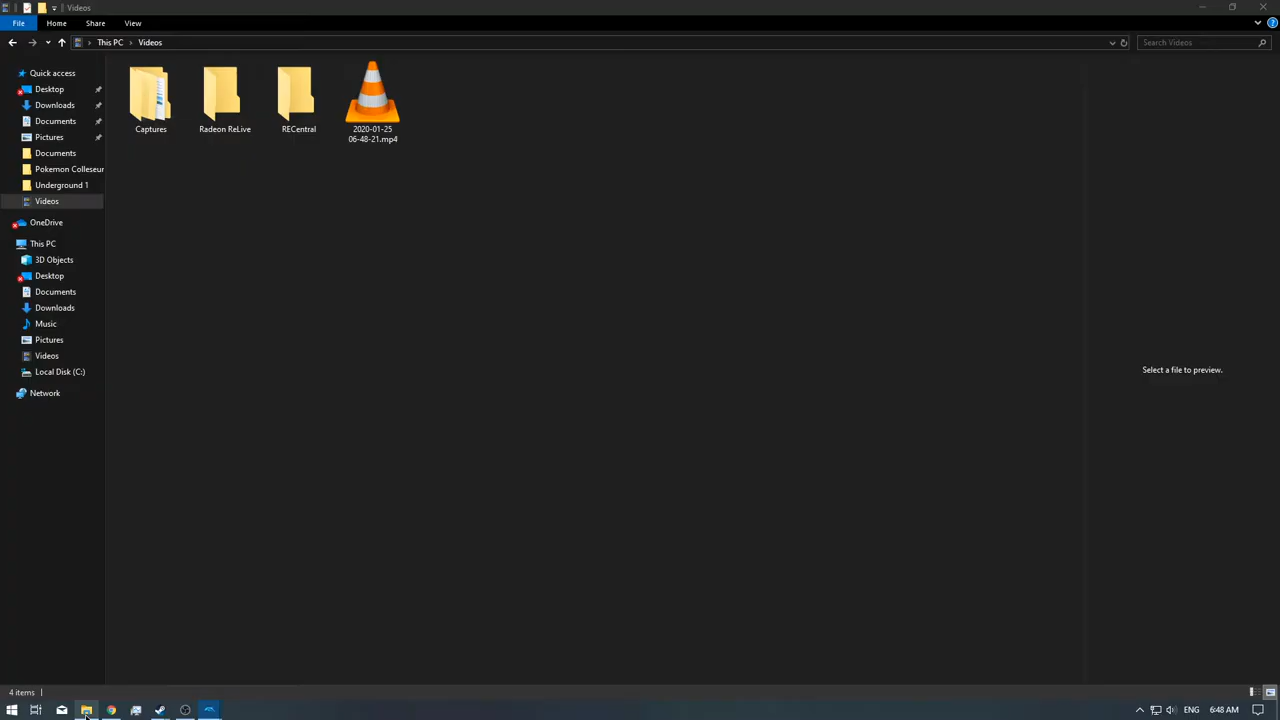 Videos
File Home Share View
This PC Videos Search Videos
Quick access
Desktop
Downloads
Documents
Pictures
Documents
Pokemon Colleseur
Underground 1
Videos
OneDrive
This PC
3D Objects
Desktop
Documents
Downloads
Music
Pictures
Videos
Local Disk (C:)
Network
Captures
Radeon ReLive
RECentral
2020-01-25
06-48-21.mp4
Select a file to preview.
4 items
ENG 6:48 AM